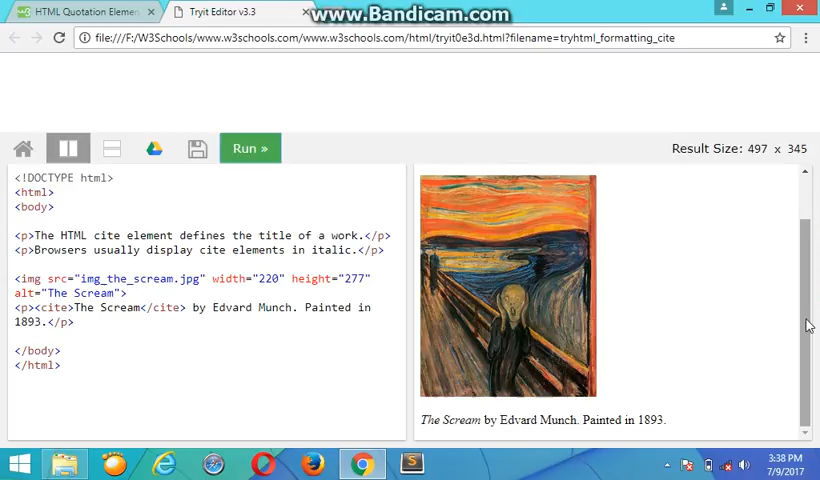 www.Bandicam.com
HTML Quotation Elemen
Tryit Editor v3.3
file:///F:/W3Schools/www.w3schools.com/www.w3schools.com/html/tryit0e3d.html?filename=tryhtml_formatting_cite
Run »
Result Size: 497 x 345
<!DOCTYPE html>
<html>
<body>
<p>The HTML cite element defines the title of a work.</p>
<p>Browsers usually display cite elements in italic.</p>
<img src="img_the_scream.jpg" width="220" height="277"
alt="The Scream">
<p><cite>The Scream</cite> by Edvard Munch. Painted in
1893.</p>
</body>
</html>
The Scream by Edvard Munch. Painted in 1893.
3:38 PM
7/9/2017